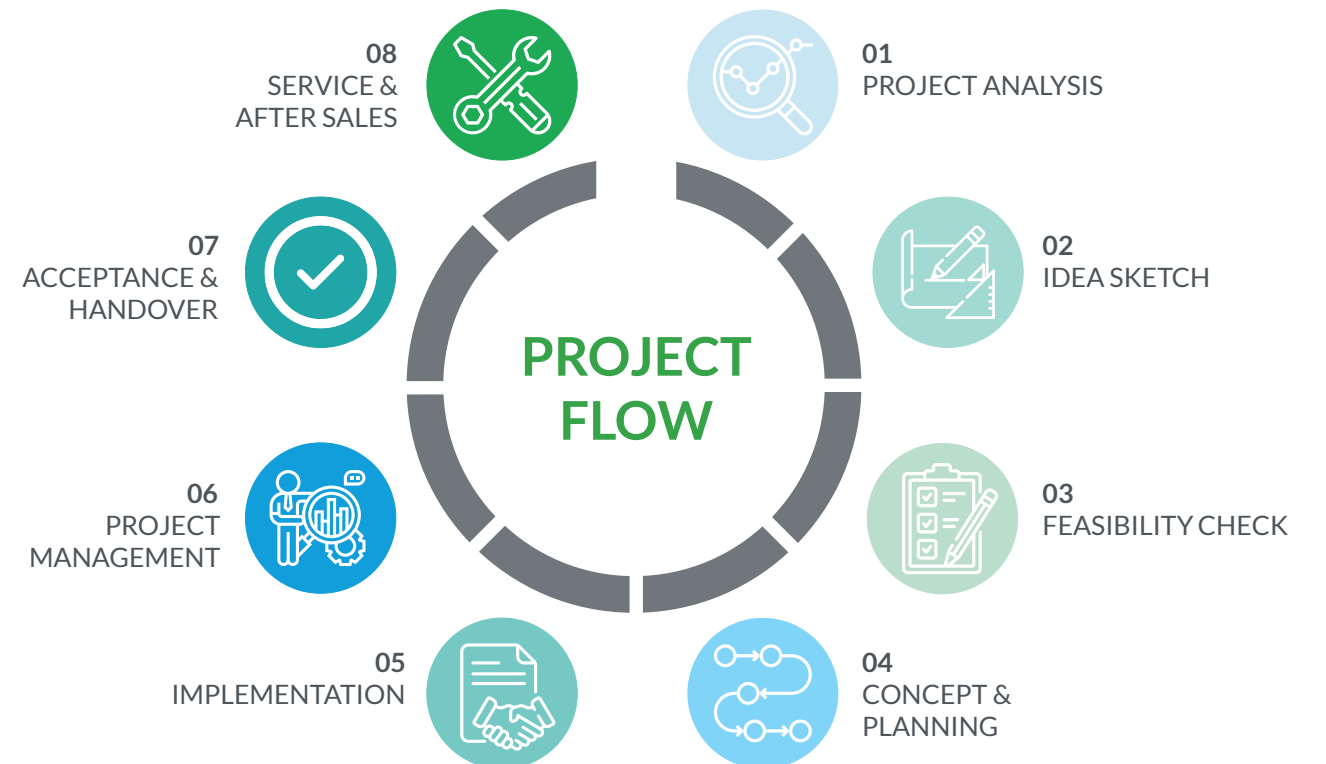 PROJECT
FLOW
01
PROJECT ANALYSIS
02
IDEA SKETCH
03
FEASIBILITY CHECK
04
CONCEPT &
PLANNING
05
IMPLEMENTATION
06
PROJECT
MANAGEMENT
07
ACCEPTANCE &
HANDOVER
08
SERVICE &
AFTER SALES